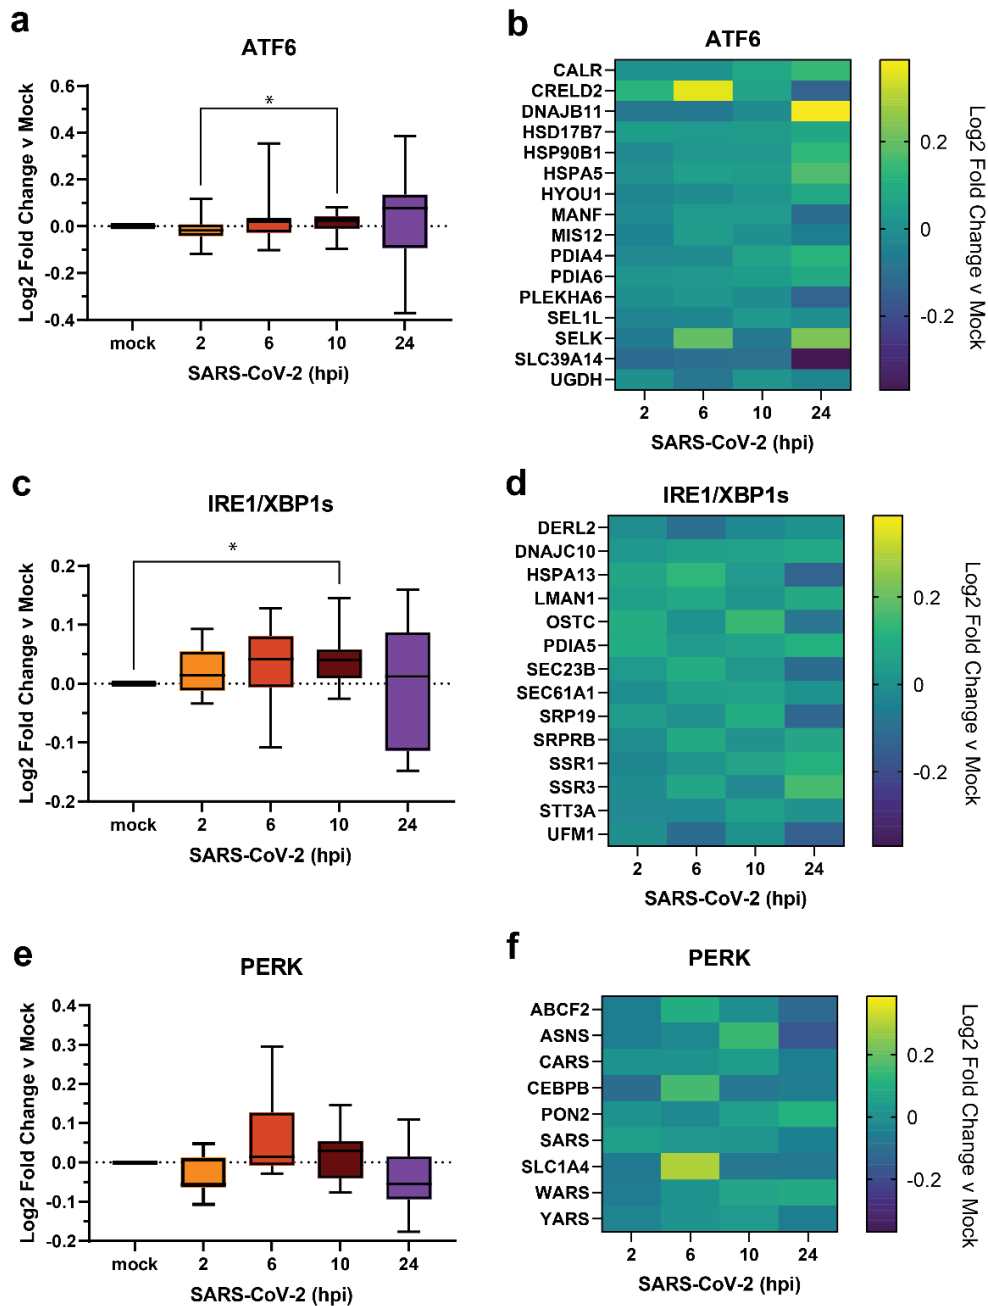 a
ATF6
Log2 Fold Change v Mock
0.6
0.4
0.2
0.0
-0.2
-0.4
*
mock
2
6
10
24
SARS-CoV-2 (hpi)
b
ATF6
CALR
CRELD2
DNAJB11
HSD17B7
HSP90B1
HSPA5
HYOU1
MANF
MIS12
PDIA4
PDIA6
PLEKHA6
SEL1L
SELK
SLC39A14
UGDH
2
6
10
24
SARS-CoV-2 (hpi)
0.2
0
-0.2
Log2 Fold Change v Mock
c
IRE1/XBP1s
Log2 Fold Change v Mock
0.2
0.1
0.0
-0.1
-0.2
*
mock
2
6
10
24
SARS-CoV-2 (hpi)
d
IRE1/XBP1s
DERL2
DNAJC10
HSPA13
LMAN1
OSTC
PDIA5
SEC23B
SEC61A1
SRP19
SRPRB
SSR1
SSR3
STT3A
UFM1
2
6
10
24
SARS-CoV-2 (hpi)
0.2
0
-0.2
Log2 Fold Change v Mock
e
PERK
Log2 Fold Change v Mock
0.4
0.3
0.2
0.1
0.0
-0.1
-0.2
mock
2
6
10
24
SARS-CoV-2 (hpi)
f
PERK
ABCF2
ASNS
CARS
CEBPB
PON2
SARS
SLC1A4
WARS
YARS
2
6
10
24
SARS-CoV-2 (hpi)
0.2
0
-0.2
Log2 Fold Change v Mock